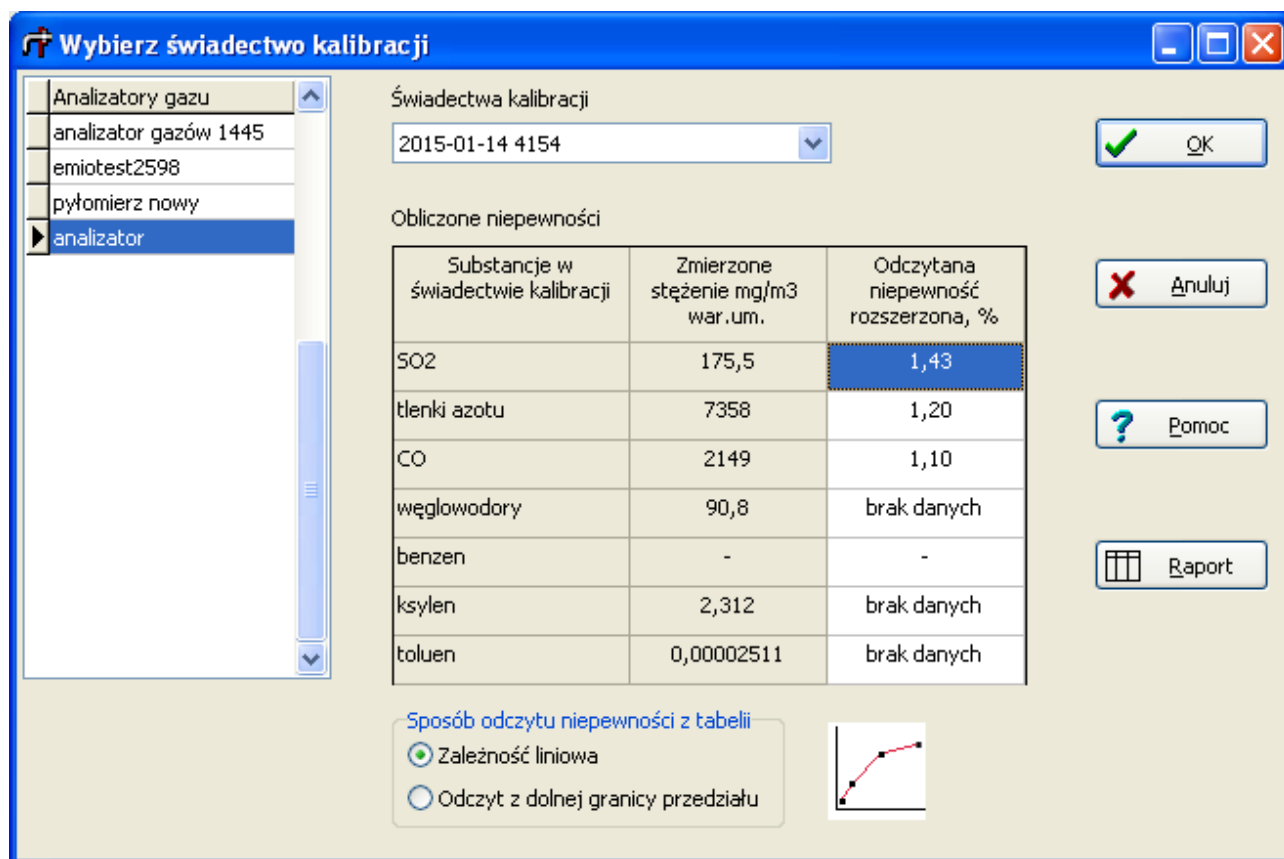 Wybierz świadectwo kalibracji
Analizatory gazu
analizator gazów 1445
emiotest2598
pyłomierz nowy
analizator
Świadectwa kalibracji
2015-01-14 4154
Obliczone niepewności
Substancje w
świadectwie kalibracji
Zmierzone
stężenie mg/m3
war.um.
Odczytana
niepewność
rozszerzona, %
SO2 175,5 1,43
tlenki azotu 7358 1,20
CO 2149 1,10
węglowodory 90,8 brak danych
benzen - -
ksylen 2,312 brak danych
toluen 0,00002511 brak danych
Sposób odczytu niepewności z tabelii
Zależność liniowa
Odczyt z dolnej granicy przedziału
OK
Anuluj
Pomoc
Raport